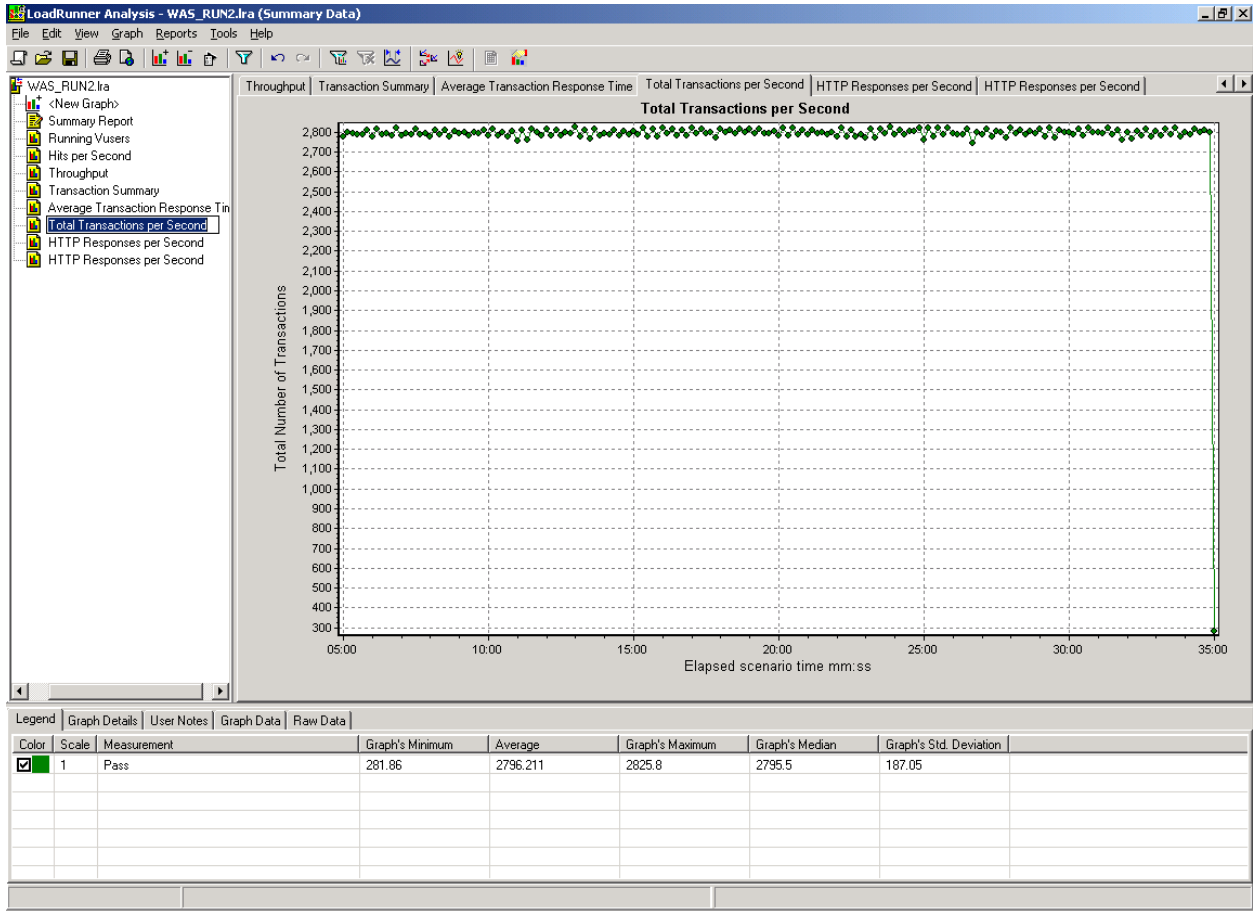 LoadRunner Analysis - WAS_RUN2.lra (Summary Data)
File Edit View Graph Reports Tools Help
WAS_RUN2.lra
<New Graph>
Summary Report
Running Vusers
Hits per Second
Throughput
Transaction Summary
Average Transaction Response Tin
Total Transactions per Second
HTTP Responses per Second
HTTP Responses per Second
Throughput Transaction Summary Average Transaction Response Time Total Transactions per Second HTTP Responses per Second HTTP Responses per Second
Total Transactions per Second
Total Number of Transactions
2,800
2,700
2,600
2,500
2,400
2,300
2,200
2,100
2,000
1,900
1,800
1,700
1,600
1,500
1,400
1,300
1,200
1,100
1,000
900
800
700
600
500
400
300
05:00 10:00 15:00 20:00 25:00 30:00 35:00
Elapsed scenario time mm:ss
Legend Graph Details User Notes Graph Data Raw Data
Color Scale Measurement Graph's Minimum Average Graph's Maximum Graph's Median Graph's Std. Deviation
1 Pass 281.86 2796.211 2825.8 2795.5 187.05